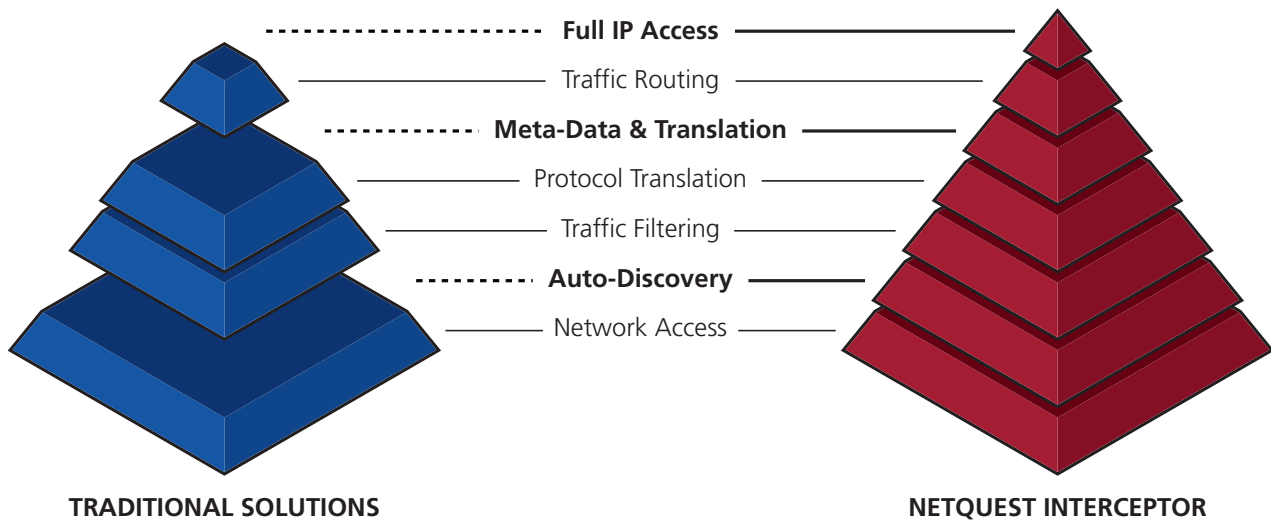 Full IP Access
Traffic Routing
Meta-Data & Translation
Protocol Translation
Traffic Filtering
Auto-Discovery
Network Access
TRADITIONAL SOLUTIONS
NETQUEST INTERCEPTOR